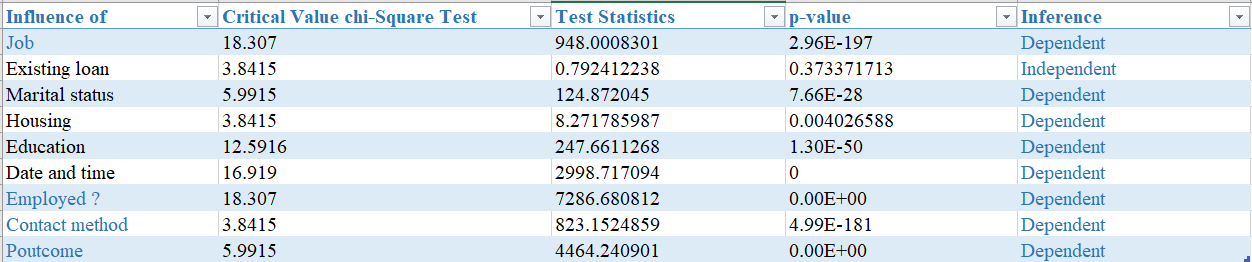 Influence of Critical Value chi-Square Test Test Statistics p-value Inference
Job 18.307 948.0008301 2.96E-197 Dependent
Existing loan 3.8415 0.792412238 0.373371713 Independent
Marital status 5.9915 124.872045 7.66E-28 Dependent
Housing 3.8415 8.271785987 0.004026588 Dependent
Education 12.5916 247.6611268 1.30E-50 Dependent
Date and time 16.919 2998.717094 0 Dependent
Employed ? 18.307 7286.680812 0.00E+00 Dependent
Contact method 3.8415 823.1524859 4.99E-181 Dependent
Poutcome 5.9915 4464.240901 0.00E+00 Dependent